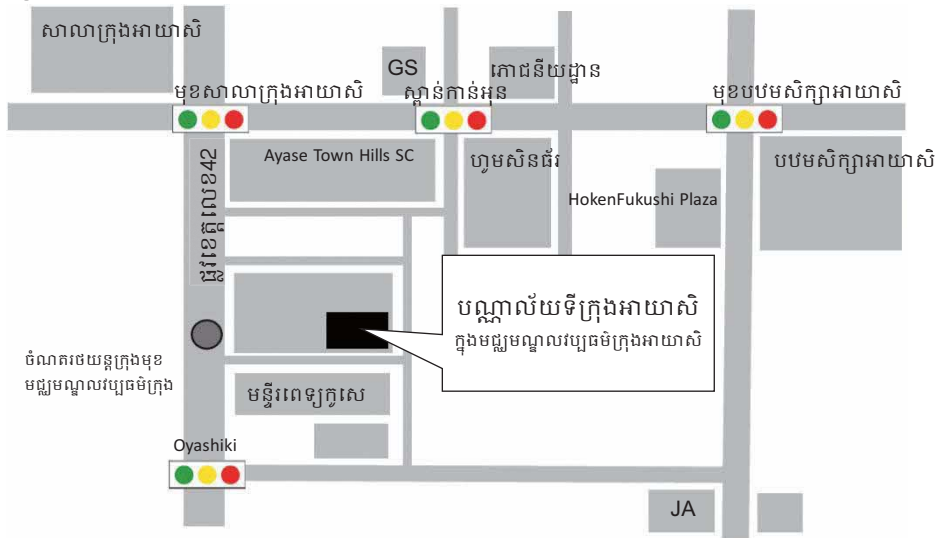 សាលាក្រុងអាយាសិ
GS
ភោជនីយដ្ឋាន
មុខសាលាក្រុងអាយាសិ
ស្ពានកាន់អុន
មុខបឋមសិក្សាអាយាសិ
ផ្លូវខេត្តលេខ42
Ayase Town Hills SC
ហូមសិនធ័រ
បឋមសិក្សាអាយាសិ
HokenFukushi Plaza
បណ្ណាល័យទីក្រុងអាយាសិ
ក្នុងមជ្ឈមណ្ឌលវប្បធម៌ក្រុងអាយាសិ
ចំណតរថយន្តក្រុងមុខ
មជ្ឈមណ្ឌលវប្បធម៌ក្រុង
មន្ទីរពេទ្យកូសេ
Oyashiki
JA